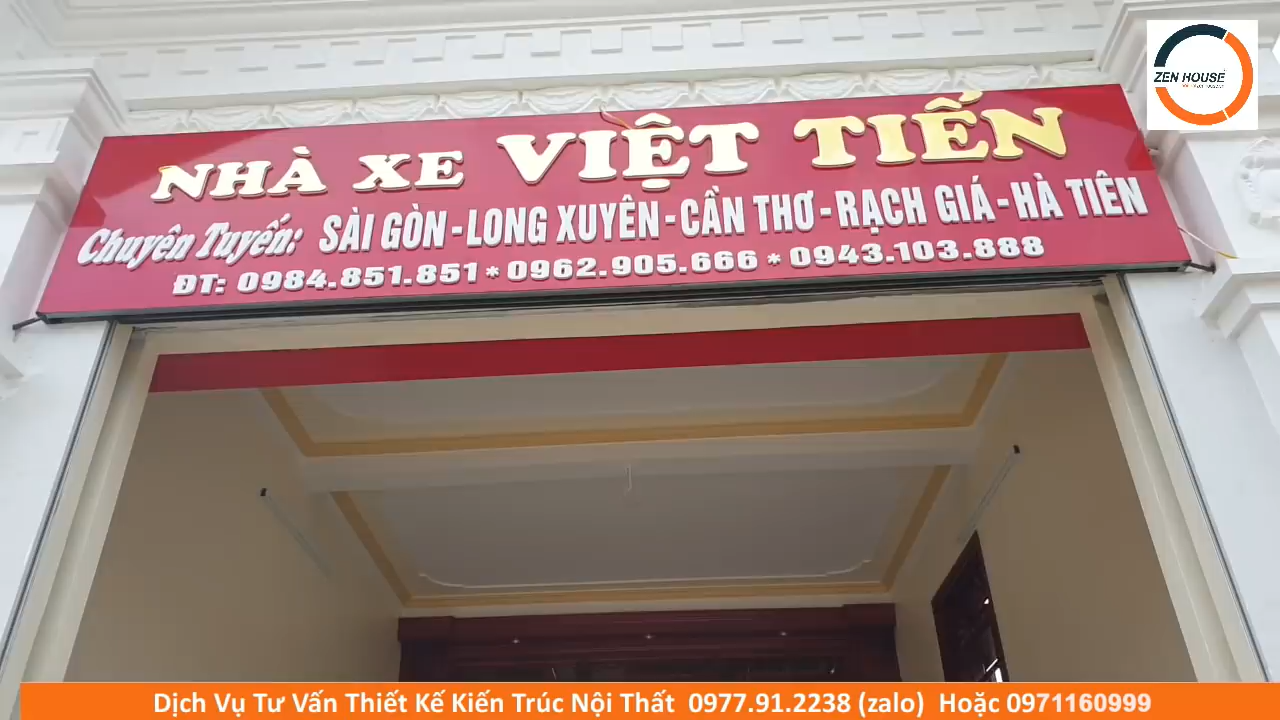 ZEN HOUSE
NHÀ XE VIỆT TIẾN
Chuyên Tuyến: SÀI GÒN - LONG XUYÊN - CẦN THƠ - RẠCH GIÁ - HÀ TIÊN
ĐT: 0984.851.851 * 0962.905.666 * 0943.103.888
Dịch Vụ Tư Vấn Thiết Kế Kiến Trúc Nội Thất 0977.91.2238 (zalo) Hoặc 0971160999